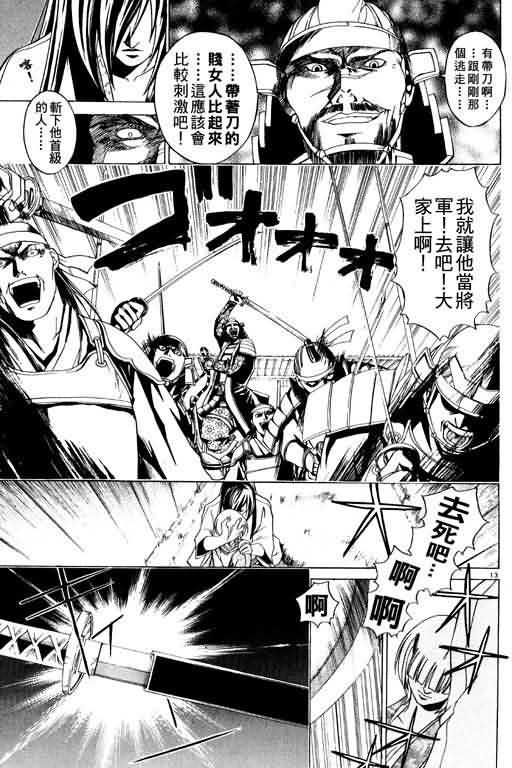 有帶刀啊…
…跟剛剛那
個逃走……
……帶著刀的
賤女人比起來
……這應該會
比較刺激吧！
斬下他首級
的人……
我就讓他當將
軍！去吧！大
家上啊！
ゴオオオオ
去死吧…
啊
啊
啊
13